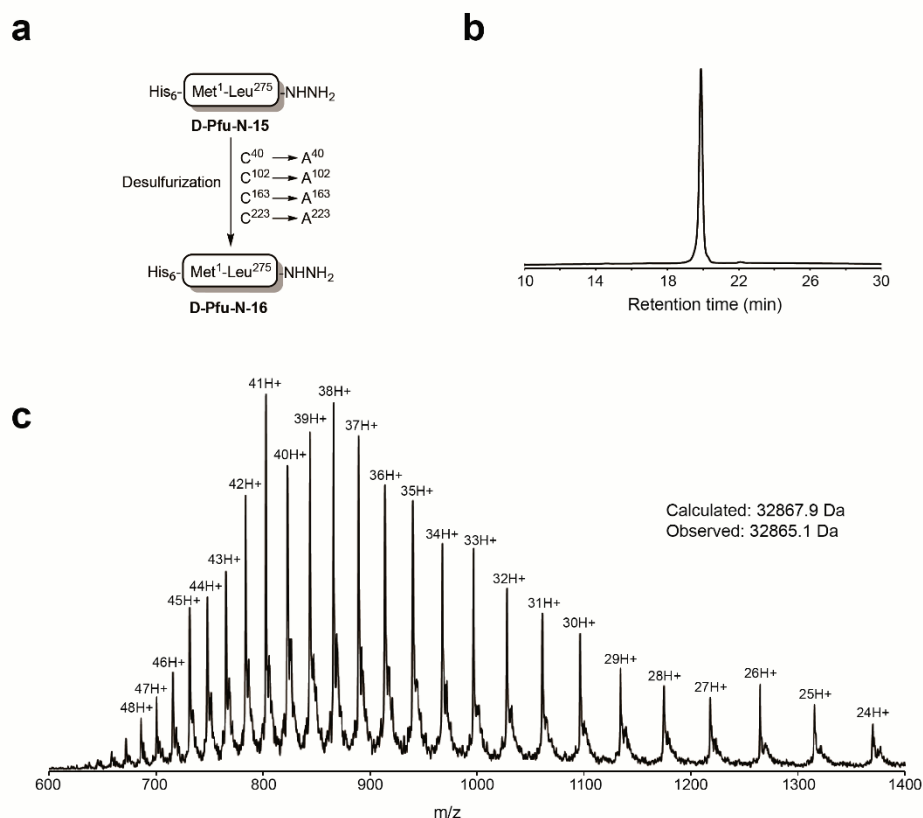 a
His6- Met1-Leu275 -NHNH2
D-Pfu-N-15
Desulfurization
C40 → A40
C102 → A102
C163 → A163
C223 → A223
His6- Met1-Leu275 -NHNH2
D-Pfu-N-16
b
10 14 18 22 26 30
Retention time (min)
c
41H+
38H+
39H+
37H+
40H+
36H+
42H+
35H+
34H+
33H+
43H+
32H+
44H+
45H+
31H+
30H+
46H+
29H+
47H+
28H+
27H+
26H+
48H+
25H+
24H+
Calculated: 32867.9 Da
Observed: 32865.1 Da
600 700 800 900 1000 1100 1200 1300 1400
m/z